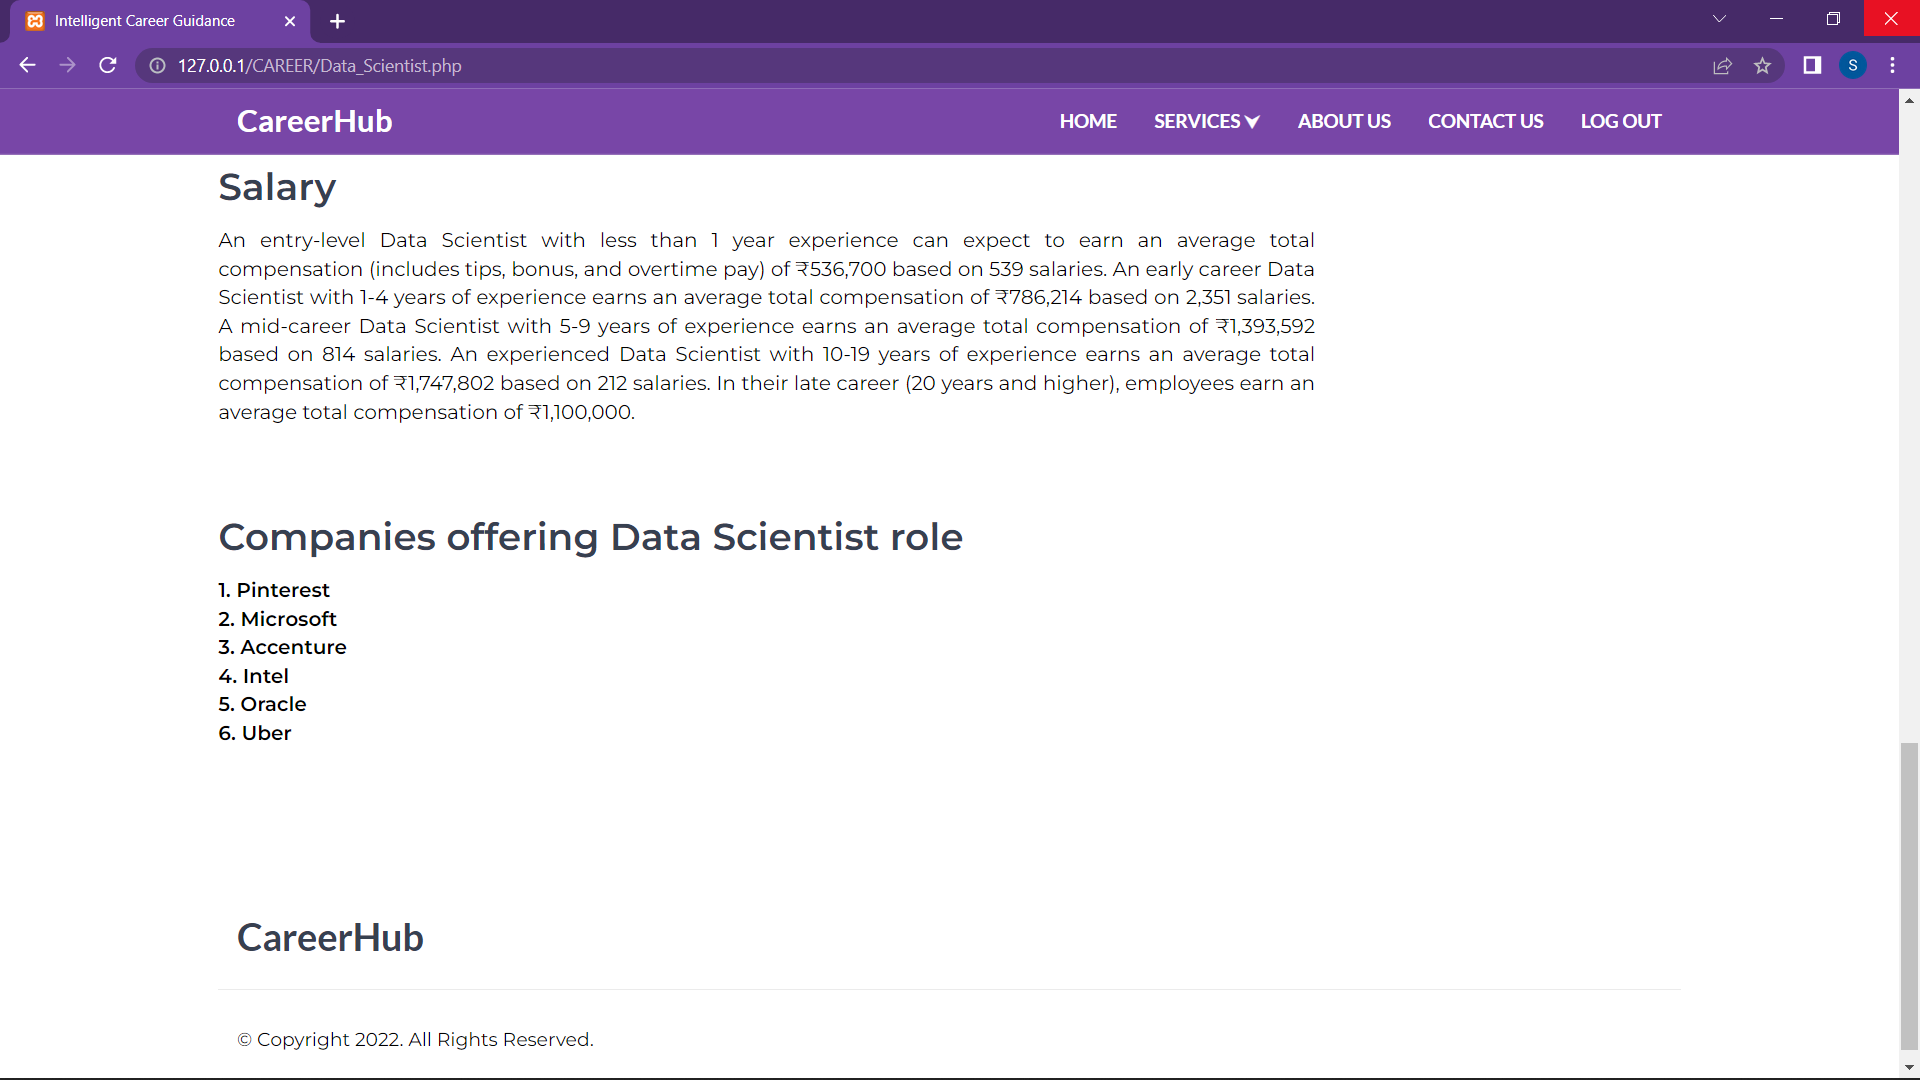 Intelligent Career Guidance
127.0.0.1/CAREER/Data_Scientist.php
S
CareerHub
HOME SERVICES ABOUT US CONTACT US LOG OUT
Salary
An entry-level Data Scientist with less than 1 year experience can expect to earn an average total
compensation (includes tips, bonus, and overtime pay) of ₹536,700 based on 539 salaries. An early career Data
Scientist with 1-4 years of experience earns an average total compensation of ₹786,214 based on 2,351 salaries.
A mid-career Data Scientist with 5-9 years of experience earns an average total compensation of ₹1,393,592
based on 814 salaries. An experienced Data Scientist with 10-19 years of experience earns an average total
compensation of ₹1,747,802 based on 212 salaries. In their late career (20 years and higher), employees earn an
average total compensation of ₹1,100,000.
Companies offering Data Scientist role
1. Pinterest
2. Microsoft
3. Accenture
4. Intel
5. Oracle
6. Uber
CareerHub
© Copyright 2022. All Rights Reserved.